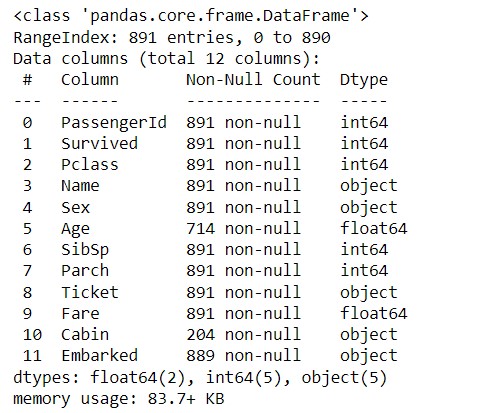 <class 'pandas.core.frame.DataFrame'>
RangeIndex: 891 entries, 0 to 890
Data columns (total 12 columns):
 #   Column       Non-Null Count  Dtype
---  ------       --------------  -----
 0   PassengerId  891 non-null    int64
 1   Survived     891 non-null    int64
 2   Pclass       891 non-null    int64
 3   Name         891 non-null    object
 4   Sex          891 non-null    object
 5   Age          714 non-null    float64
 6   SibSp        891 non-null    int64
 7   Parch        891 non-null    int64
 8   Ticket       891 non-null    object
 9   Fare         891 non-null    float64
 10  Cabin        204 non-null    object
 11  Embarked     889 non-null    object
dtypes: float64(2), int64(5), object(5)
memory usage: 83.7+ KB